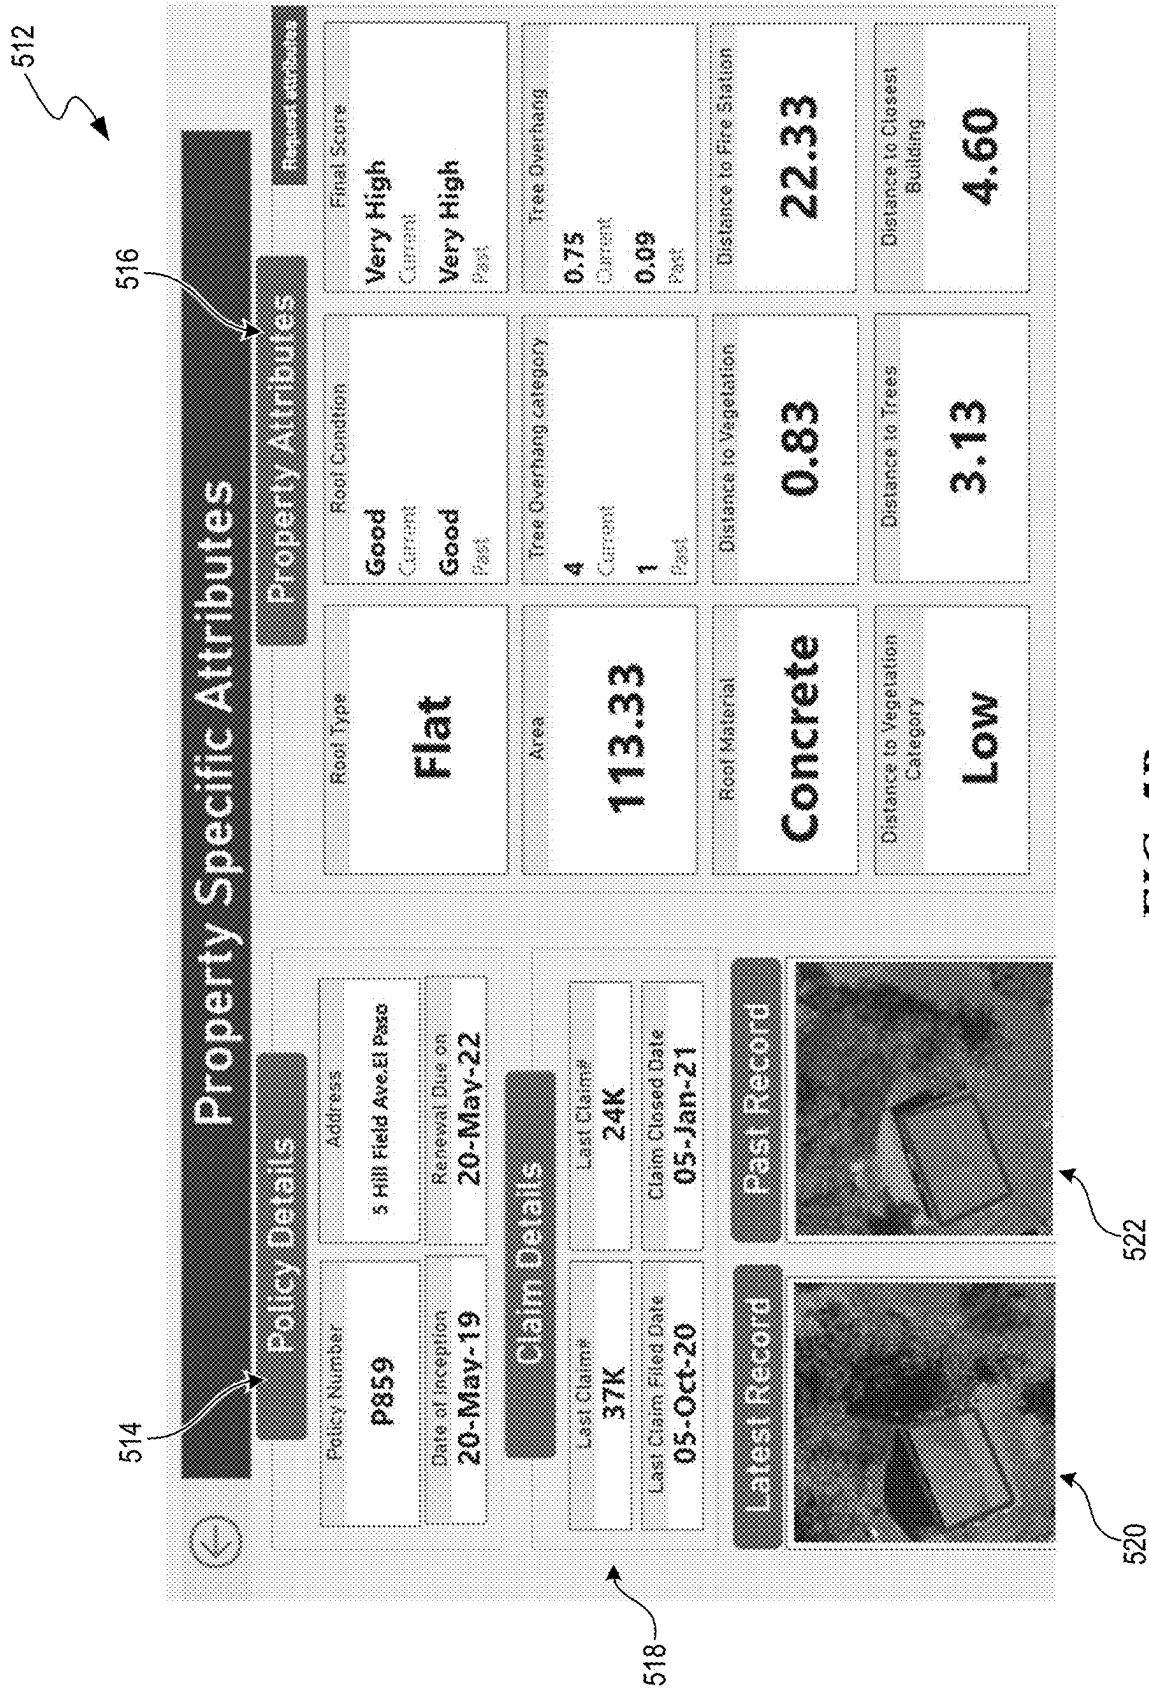 512
Property Specific Attributes
514
Policy Details
Policy Number
P859
Address
5 Hill Field Ave.El Paso
Date of Inception
20-May-19
Renewal Due on
20-May-22
518
Claim Details
Last Claim#
37K
Last Claim#
24K
Last Claim Filed Date
05-Oct-20
Claim Closed Date
05-Jan-21
Latest Record
520
Past Record
522
516
Property Attributes
Request Attributes
Roof Type
Flat
Roof Condtion
Good
Current
Good
Past
Final Score
Very High
Current
Very High
Past
Area
113.33
Tree Overhang category
4
Current
1
Past
Tree Overhang
0.75
Current
0.09
Past
Roof Material
Concrete
Distance to Vegetation
0.83
Distance to Fire Station
22.33
Distance to Vegetation
Category
Low
Distance to Trees
3.13
Distance to Closest
Building
4.60